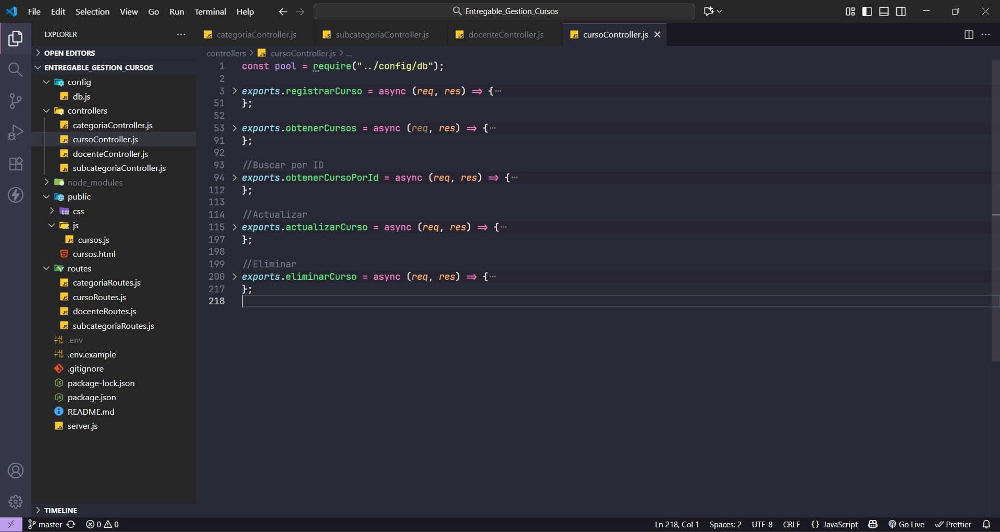 File Edit Selection View Go Run Terminal Help
Entregable_Gestion_Cursos
EXPLORER
OPEN EDITORS
ENTREGABLE_GESTION_CURSOS
config
db.js
controllers
categoriaController.js
cursoController.js
docenteController.js
subcategoriaController.js
node_modules
public
css
js
cursos.js
cursos.html
routes
categoriaRoutes.js
cursoRoutes.js
docenteRoutes.js
subcategoriaRoutes.js
.env
.env.example
.gitignore
package-lock.json
package.json
README.md
server.js
TIMELINE
categoriaController.js subcategoriaController.js docenteController.js cursoController.js
controllers > cursoController.js > ...
1 const pool = require("../config/db");
2
3 exports.registrarCurso = async (req, res) => {...
51 };
52
53 exports.obtenerCursos = async (req, res) => {...
91 };
92
93 //Buscar por ID
94 exports.obtenerCursoPorId = async (req, res) => {...
112 };
113
114 //Actualizar
115 exports.actualizarCurso = async (req, res) => {...
197 };
198
199 //Eliminar
200 exports.eliminarCurso = async (req, res) => {...
217 };
218
master 0 0 Ln 218, Col 1 Spaces: 2 UTF-8 CRLF {} JavaScript Go Live Prettier